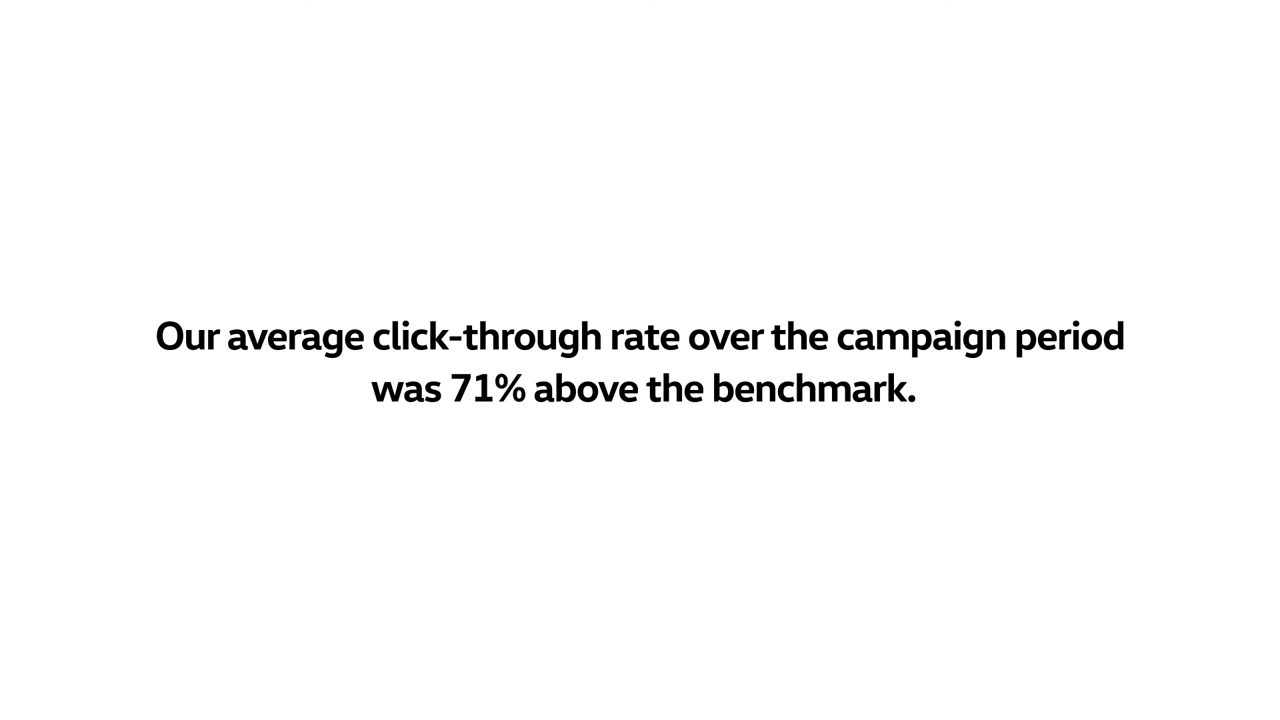 Our average click-through rate over the campaign period
was 71% above the benchmark.